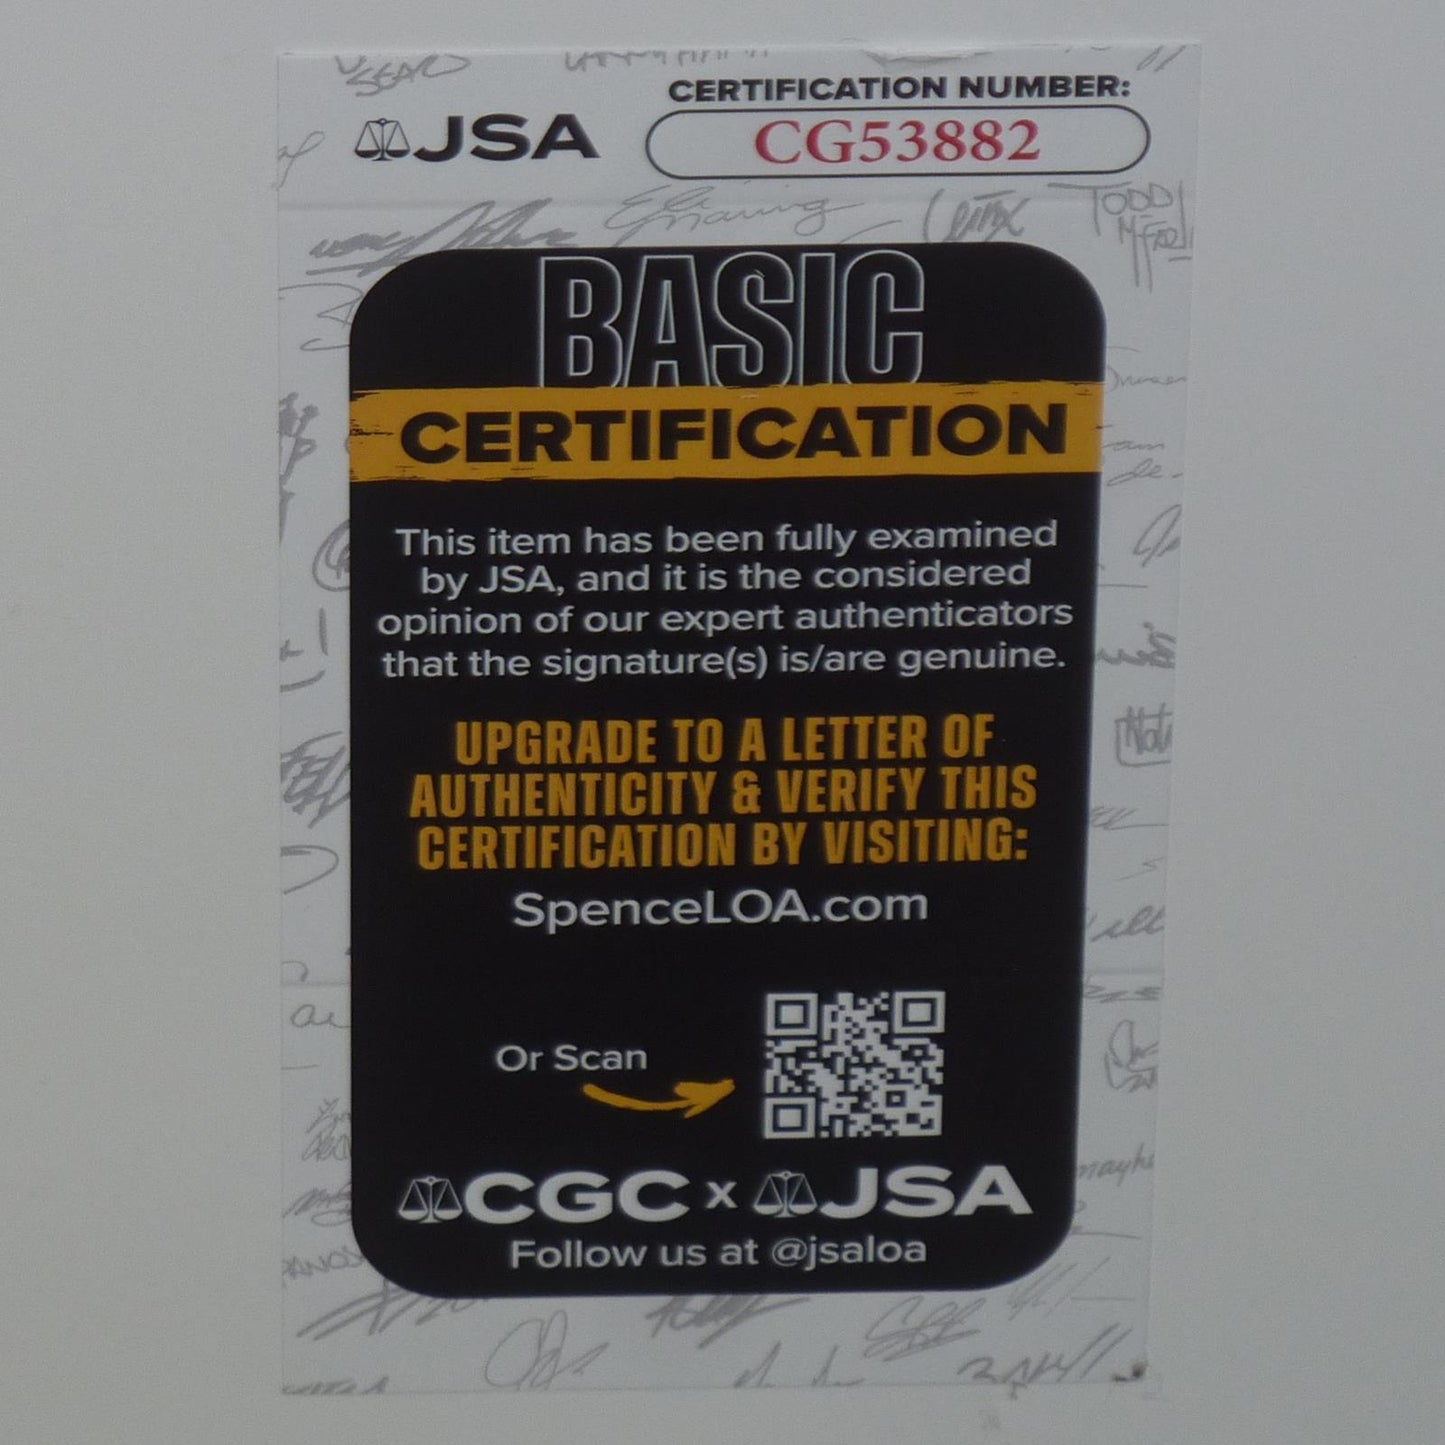 CERTIFICATION NUMBER:
JSA
CG53882
BASIC
CERTIFICATION
This item has been fully examined
by JSA, and it is the considered
opinion of our expert authenticators
that the signature(s) is/are genuine.
UPGRADE TO A LETTER OF
AUTHENTICITY & VERIFY THIS
CERTIFICATION BY VISITING:
SpenceLOA.com
Or Scan
CGC x JSA
Follow us at @jsaloa